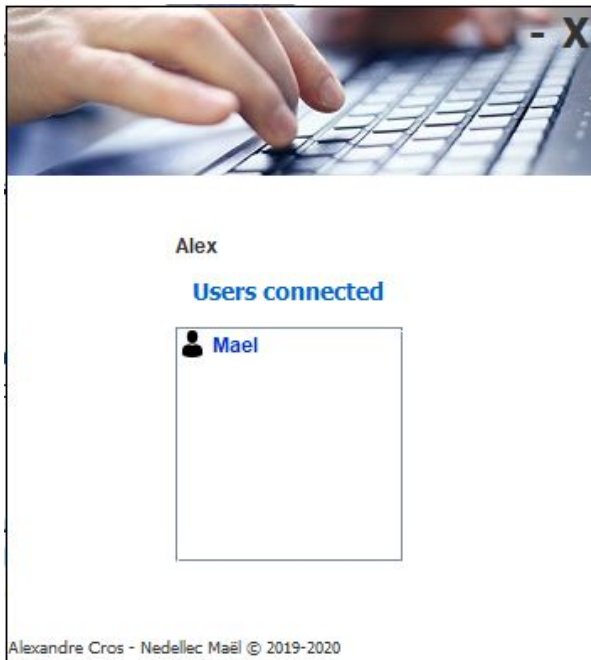 - X
Alex
Users connected
Mael
Alexandre Cros - Nedellec Maël © 2019-2020